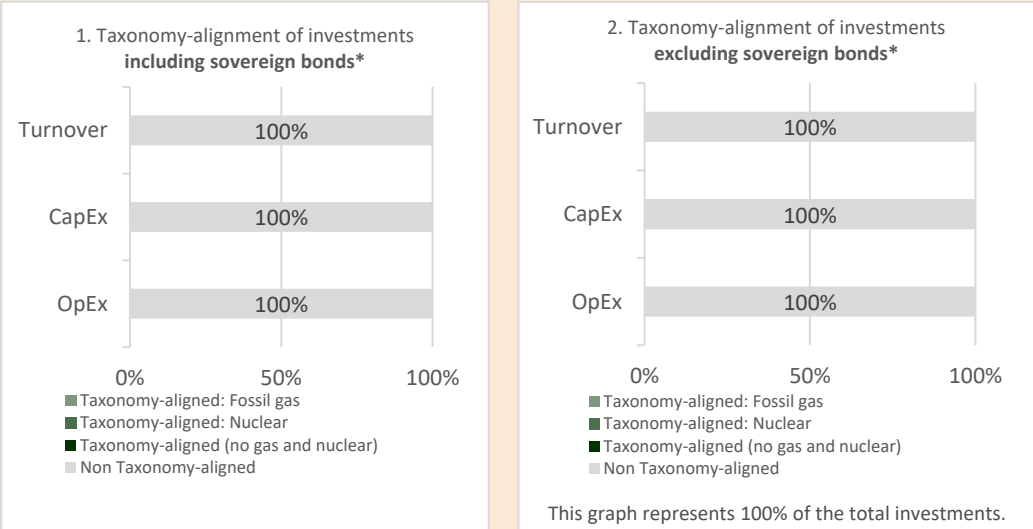 1. Taxonomy-alignment of investments
including sovereign bonds*
Turnover
100%
CapEx
100%
OpEx
100%
0%
50%
100%
Taxonomy-aligned: Fossil gas
Taxonomy-aligned: Nuclear
Taxonomy-aligned (no gas and nuclear)
Non Taxonomy-aligned
2. Taxonomy-alignment of investments
excluding sovereign bonds*
Turnover
100%
CapEx
100%
OpEx
100%
0%
50%
100%
Taxonomy-aligned: Fossil gas
Taxonomy-aligned: Nuclear
Taxonomy-aligned (no gas and nuclear)
Non Taxonomy-aligned
This graph represents 100% of the total investments.